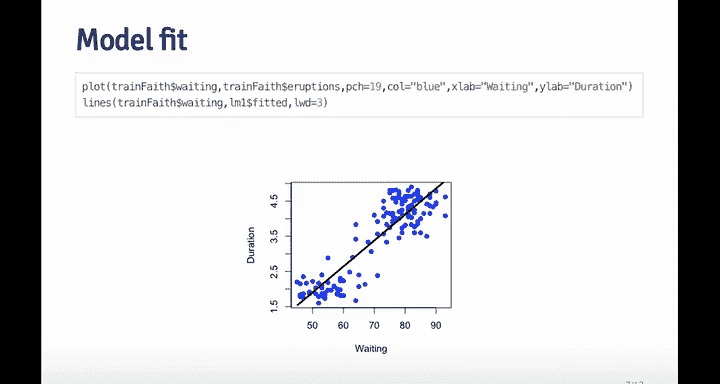 Model fit
plot(trainFaith$waiting,trainFaith$eruptions,pch=19,col="blue",xlab="Waiting",ylab="Duration")
lines(trainFaith$waiting,lm1$fitted,lwd=3)
4.5
3.5
2.5
1.5
Duration
50 60 70 80 90
Waiting